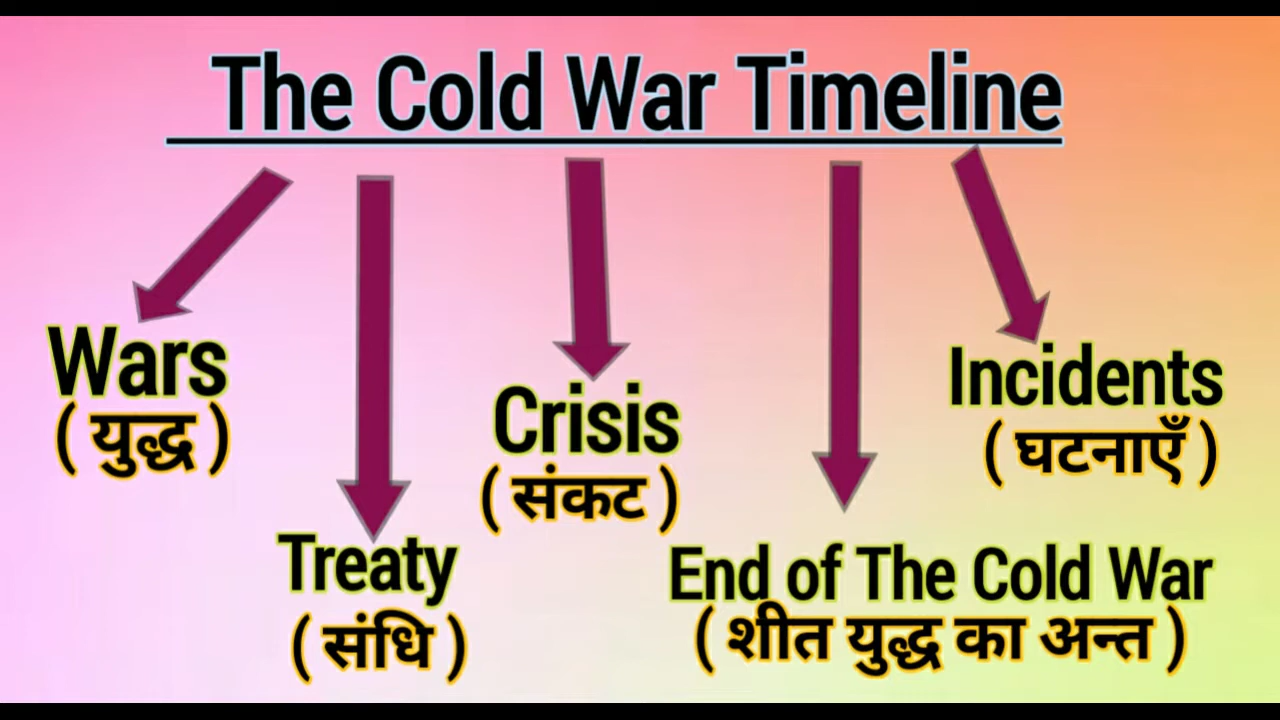 The Cold War Timeline
Wars
( युद्ध )
Treaty
( संधि )
Crisis
( संकट )
End of The Cold War
( शीत युद्ध का अन्त )
Incidents
( घटनाएँ )